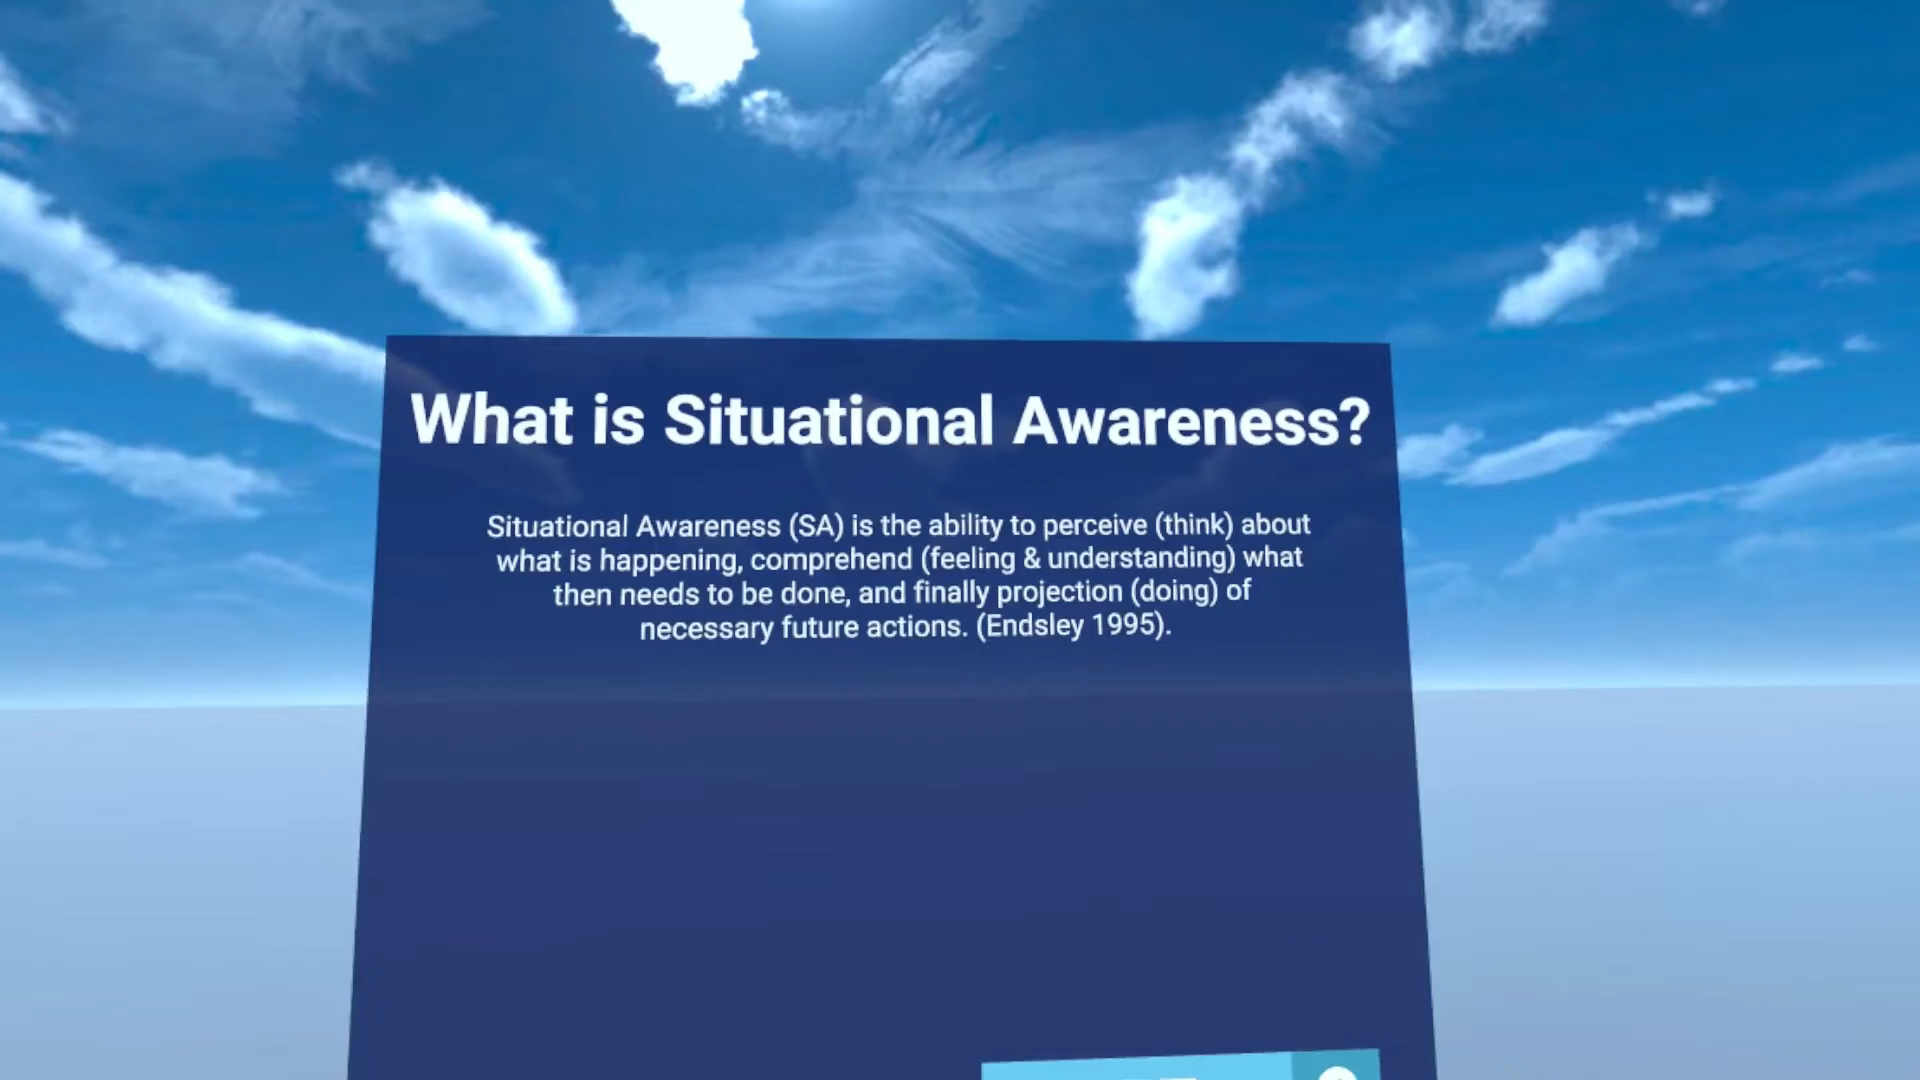 What is Situational Awareness?
Situational Awareness (SA) is the ability to perceive (think) about
what is happening, comprehend (feeling & understanding) what
then needs to be done, and finally projection (doing) of
necessary future actions. (Endsley 1995).